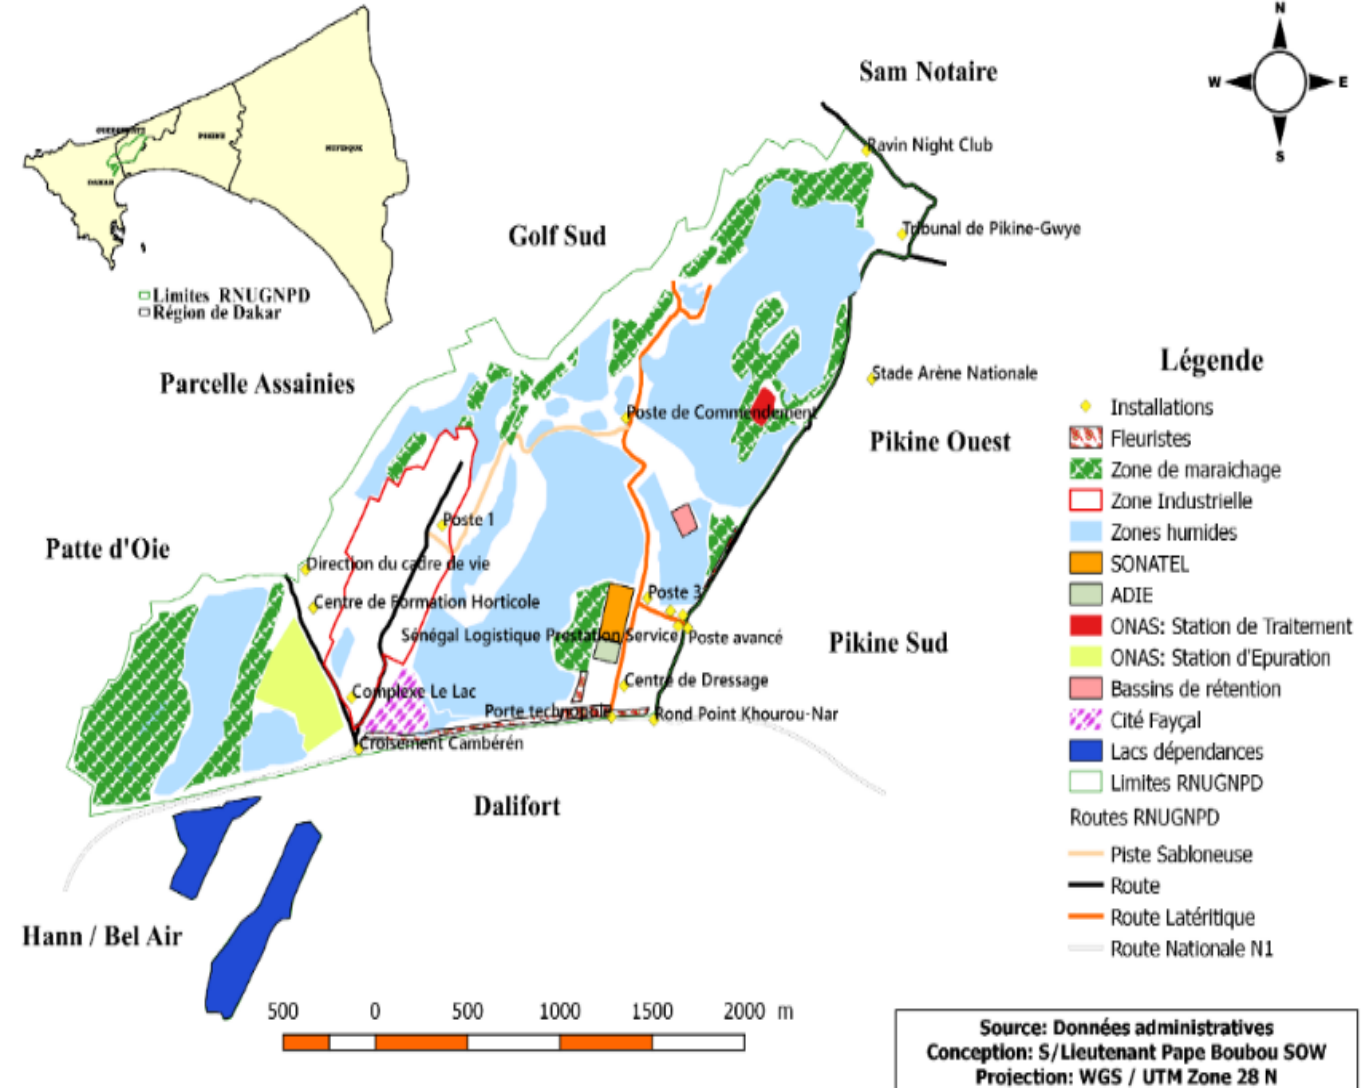 N
W
E
S
Sam Notaire
GUEDIAWAYE
PIKINE
RUFISQUE
DAKAR
Ravin Night Club
Tribunal de Pikine-Gwye
Golf Sud
Limites RNUGNPD
Région de Dakar
Parcelle Assainies
Stade Arène Nationale
Poste de Commendement
Pikine Ouest
Poste 1
Patte d'Oie
Direction du cadre de vie
Centre de Formation Horticole
Poste 3
Sénégal Logistique Prestation Service
Poste avancé
Pikine Sud
Centre de Dressage
Complexe Le Lac
Porte technopole
Rond Point Khourou-Nar
Croisement Cambérén
Dalifort
Hann / Bel Air
Légende
Installations
Fleuristes
Zone de maraichage
Zone Industrielle
Zones humides
SONATEL
ADIE
ONAS: Station de Traitement
ONAS: Station d'Epuration
Bassins de rétention
Cité Fayçal
Lacs dépendances
Limites RNUGNPD
Routes RNUGNPD
Piste Sabloneuse
Route
Route Latéritique
Route Nationale N1
500 0 500 1000 1500 2000 m
Source: Données administratives
Conception: S/Lieutenant Pape Boubou SOW
Projection: WGS / UTM Zone 28 N